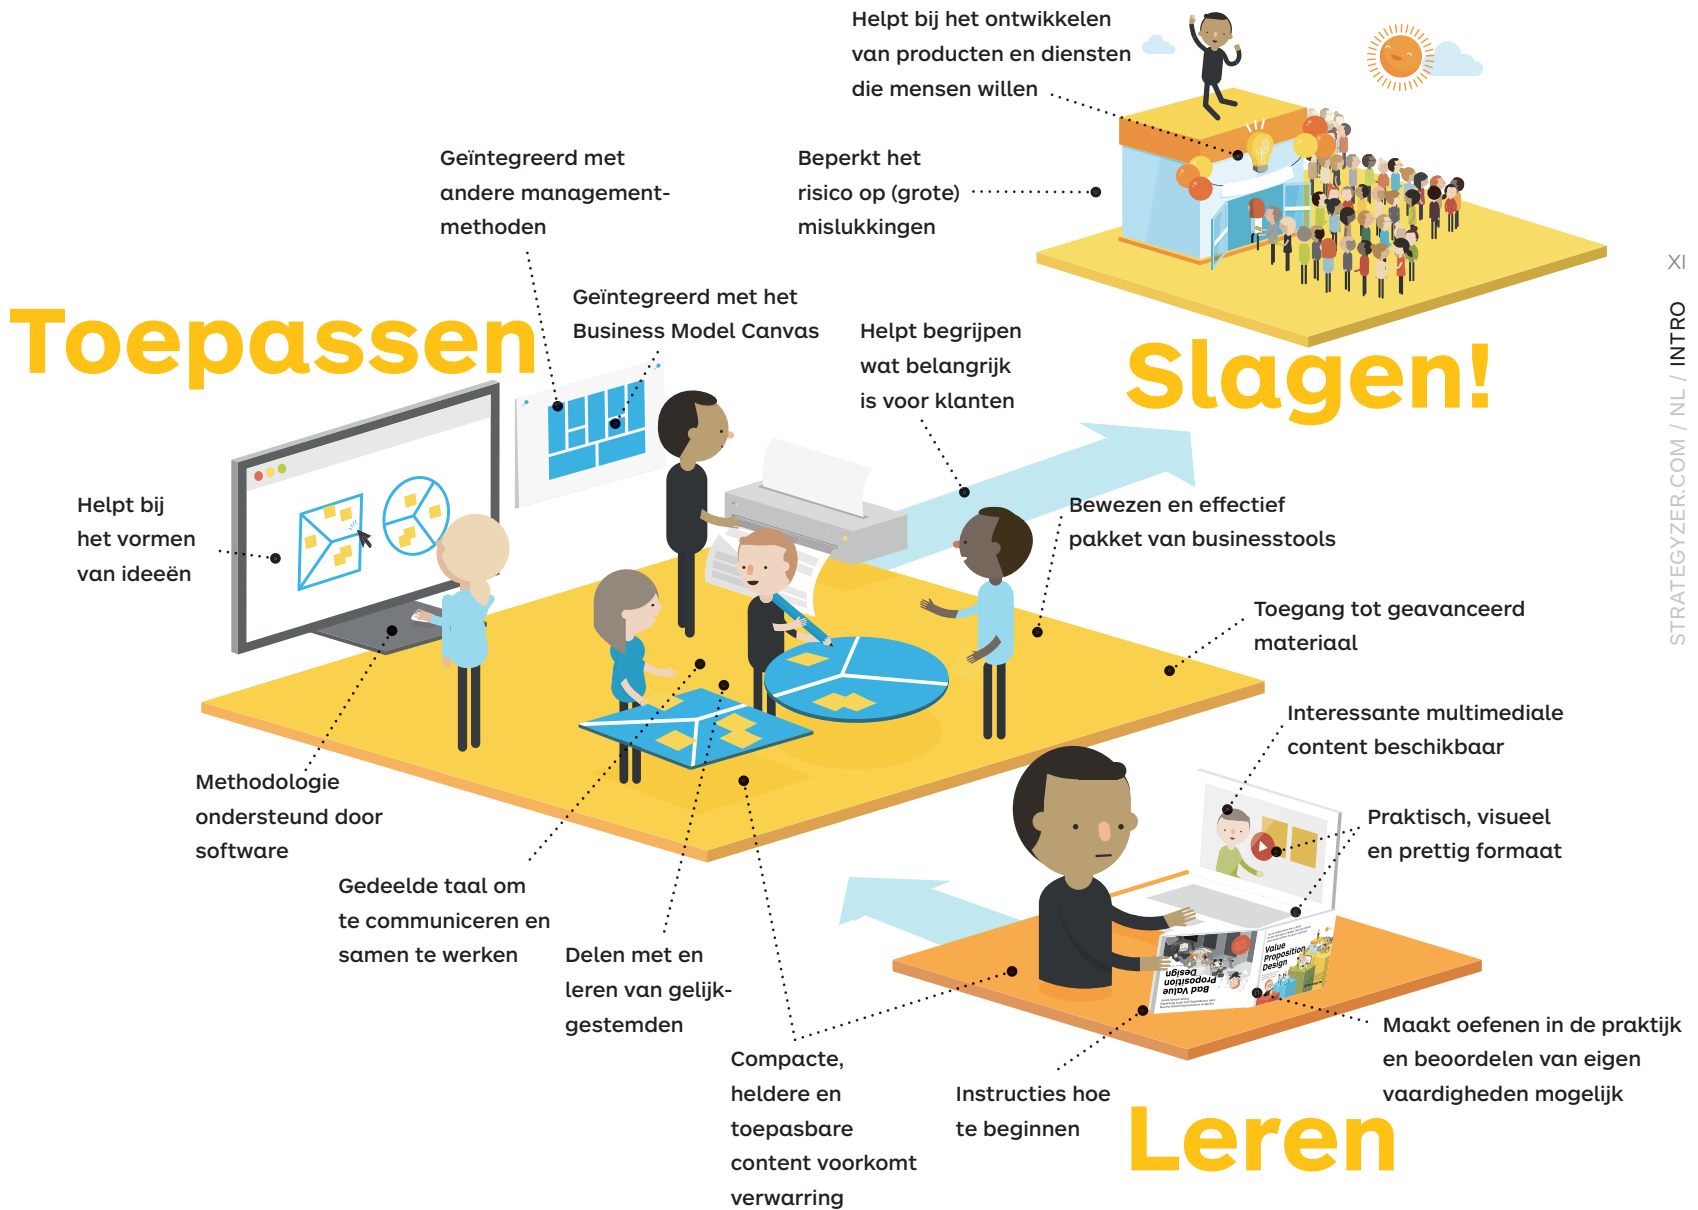 Helpt bij het ontwikkelen
van producten en diensten
die mensen willen
Geïntegreerd met
andere management-
methoden
Beperkt het
risico op (grote)
mislukkingen
XI
STRATEGYZER.COM / NL / INTRO
Toepassen
Geïntegreerd met het
Business Model Canvas
Helpt begrijpen
wat belangrijk
is voor klanten
Slagen!
Helpt bij
het vormen
van ideeën
Bewezen en effectief
pakket van businesstools
Toegang tot geavanceerd
materiaal
Interessante multimediale
content beschikbaar
Methodologie
ondersteund door
software
Praktisch, visueel
en prettig formaat
Gedeelde taal om
te communiceren en
samen te werken
Delen met en
leren van gelijk-
gestemden
Value
Proposition
Design
Bad Value
Proposition
Design
Compacte,
heldere en
toepasbare
content voorkomt
verwarring
Instructies hoe
te beginnen
Maakt oefenen in de praktijk
en beoordelen van eigen
vaardigheden mogelijk
Leren